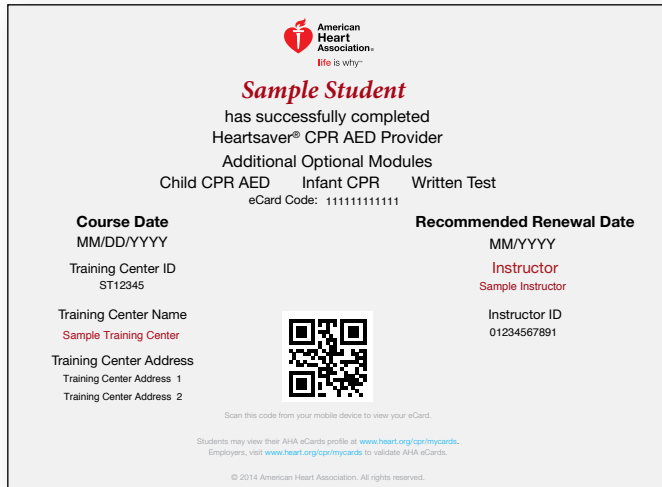 American
Heart
Association®
life is why™
Sample Student
has successfully completed
Heartsaver® CPR AED Provider
Additional Optional Modules
Child CPR AED Infant CPR Written Test
eCard Code: 111111111111
Course Date
MM/DD/YYYY
Training Center ID
ST12345
Training Center Name
Sample Training Center
Training Center Address
Training Center Address 1
Training Center Address 2
Recommended Renewal Date
MM/YYYY
Instructor
Sample Instructor
Instructor ID
01234567891
Scan this code from your mobile device to view your eCard.
Students may view their AHA eCards profile at www.heart.org/cpr/mycards.
Employers, visit www.heart.org/cpr/mycards to validate AHA eCards.
© 2014 American Heart Association. All rights reserved.